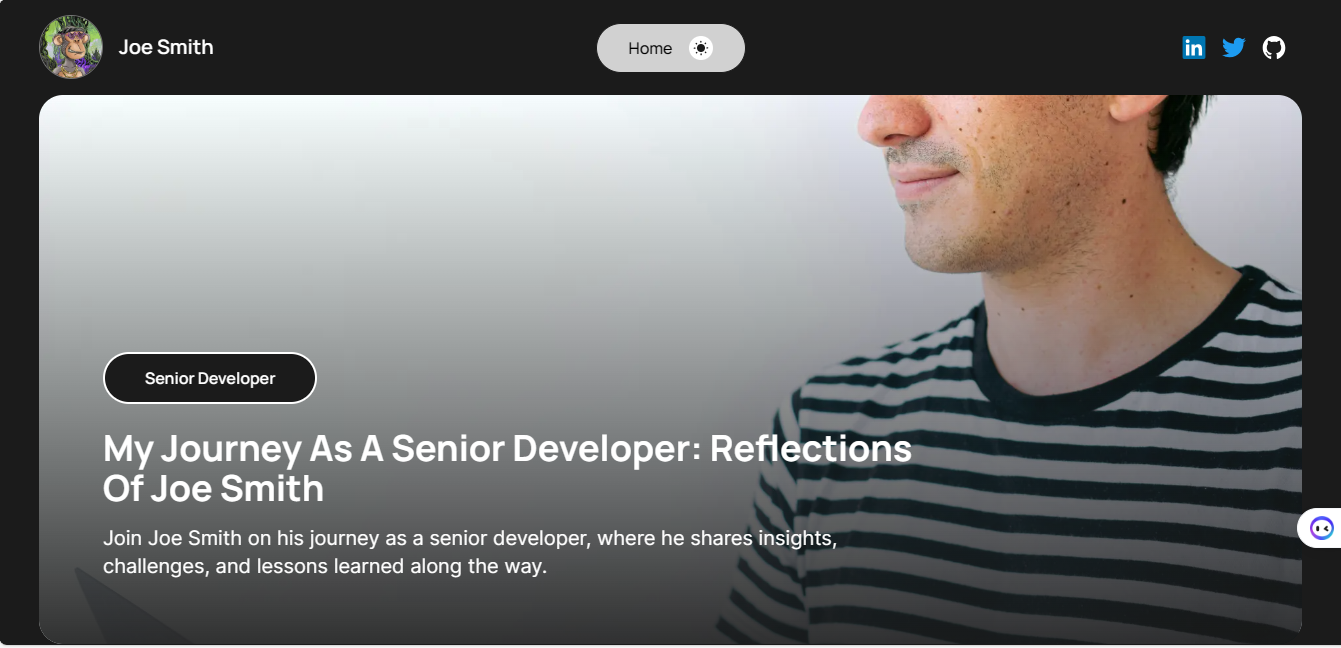 Joe Smith
Home
in
Senior Developer
My Journey As A Senior Developer: Reflections
Of Joe Smith
Join Joe Smith on his journey as a senior developer, where he shares insights,
challenges, and lessons learned along the way.